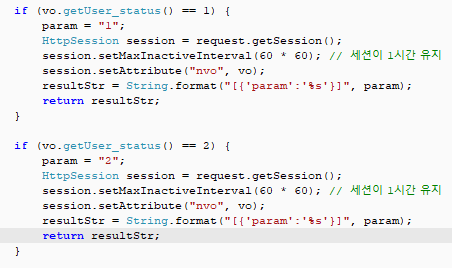 if (vo.getUser_status() == 1) {
    param = "1";
    HttpSession session = request.getSession();
    session.setMaxInactiveInterval(60 * 60); // 세션이 1시간 유지
    session.setAttribute("nvo", vo);
    resultStr = String.format("[{'param':'%s'}]", param);
    return resultStr;
}

if (vo.getUser_status() == 2) {
    param = "2";
    HttpSession session = request.getSession();
    session.setMaxInactiveInterval(60 * 60); // 세션이 1시간 유지
    session.setAttribute("nvo", vo);
    resultStr = String.format("[{'param':'%s'}]", param);
    return resultStr;
}